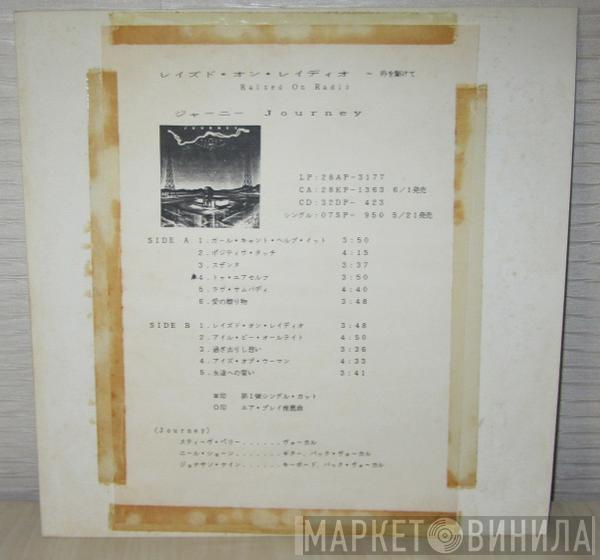 レイズド・オン・レイディオ ～ 時を駆けて
Raised On Radio
ジャーニー Journey
JOURNEY
LP:28AP-3177
CA:28KP-1363 6/1発売
CD:32DP- 423
シングル:07SP- 950 5/21発売
SIDE A 1.ガール・キャント・ヘルプ・イット 3:50
2.ポジティヴ・タッチ 4:15
3.スザンヌ 3:37
4.トゥ・ユアセルフ 3:50
5.ラヴ・サムバディ 4:40
6.愛の贈り物 3:48
SIDE B 1.レイズド・オン・レイディオ 3:48
2.アイル・ビー・オールライト 4:50
3.過ぎ去りし想い 3:36
4.アイズ・オブ・ウーマン 4:33
5.永遠への誓い 3:41
第1弾シングル・カット
○印 エア・プレイ推薦曲
(Journey)
スティーヴ・ペリー.......ヴォーカル
ニール・ショーン........ギター、バック・ヴォーカル
ジョナサン・ケイン.......キーボード、バック・ヴォーカル
МАРКЕТ ВИНИЛА